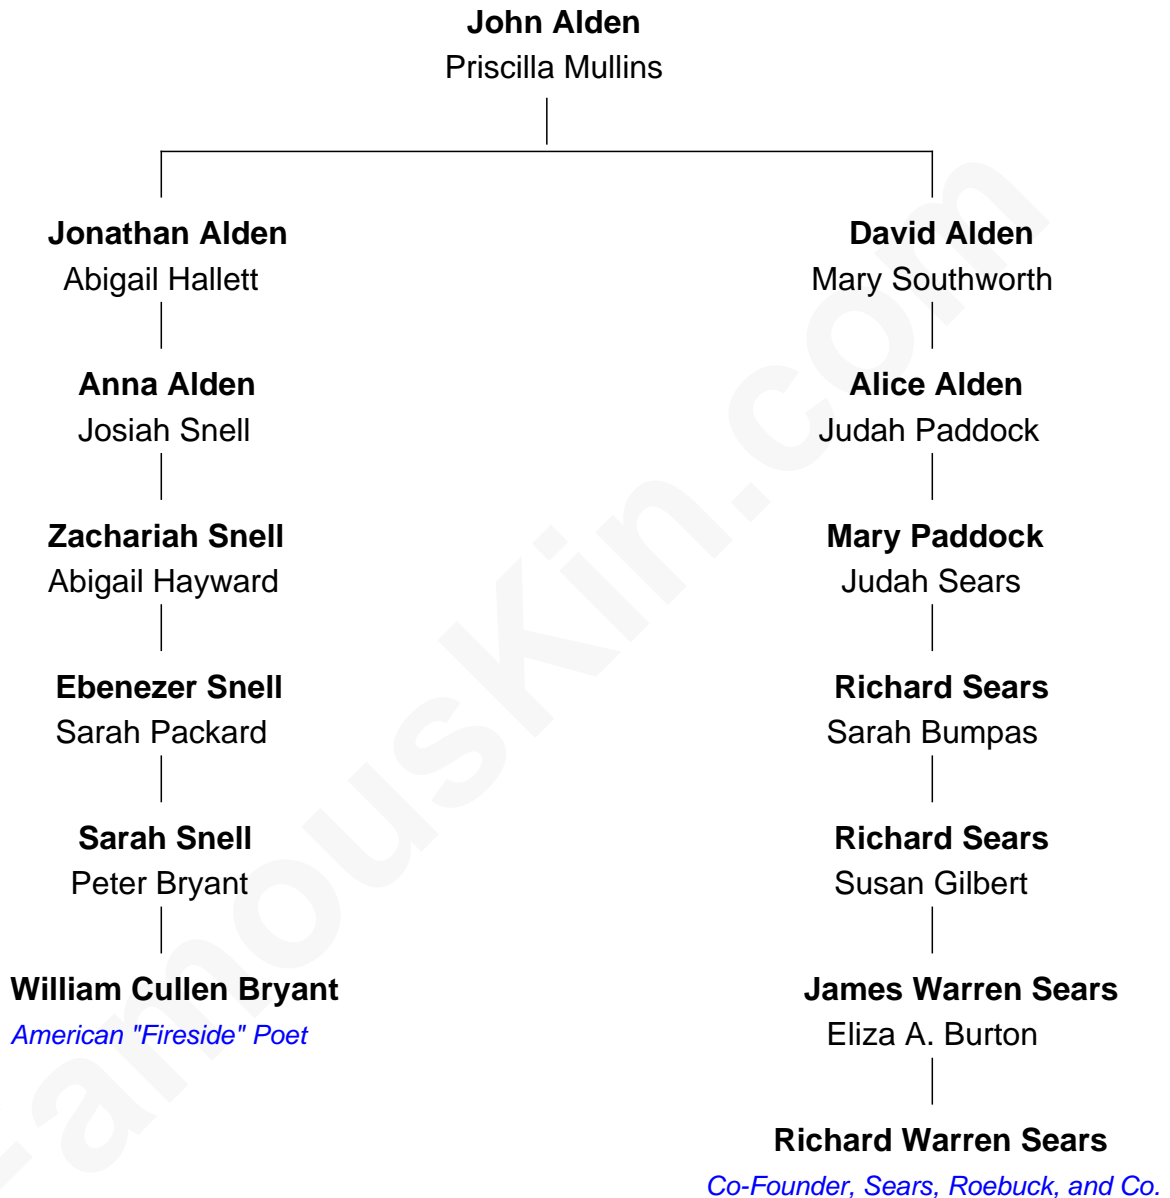 John Alden
Priscilla Mullins
Jonathan Alden
Abigail Hallett
David Alden
Mary Southworth
Anna Alden
Josiah Snell
Alice Alden
Judah Paddock
Zachariah Snell
Abigail Hayward
Mary Paddock
Judah Sears
Ebenezer Snell
Sarah Packard
Richard Sears
Sarah Bumpas
Sarah Snell
Peter Bryant
Richard Sears
Susan Gilbert
William Cullen Bryant
American "Fireside" Poet
James Warren Sears
Eliza A. Burton
Richard Warren Sears
Co-Founder, Sears, Roebuck, and Co.
FamousKin.com